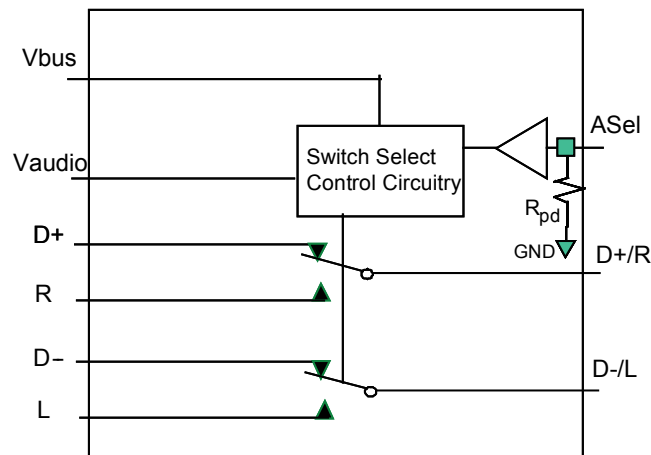 Vbus
ASel
Switch Select
Control Circuitry
Vaudio
Rpd
D+
GND
D+/R
R
D–
D-/L
L